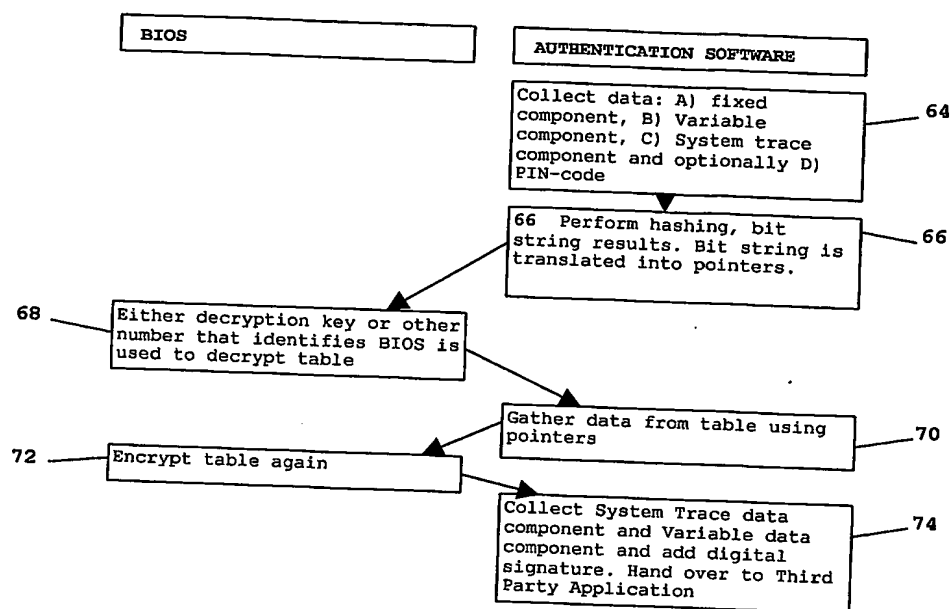 BIOS
AUTHENTICATION SOFTWARE
Collect data: A) fixed
component, B) Variable
component, C) System trace
component and optionally D)
PIN-code
64
66 Perform hashing, bit
string results. Bit string is
translated into pointers.
66
68
Either decryption key or other
number that identifies BIOS is
used to decrypt table
Gather data from table using
pointers
70
72
Encrypt table again
Collect System Trace data
component and Variable data
component and add digital
signature. Hand over to Third
Party Application
74